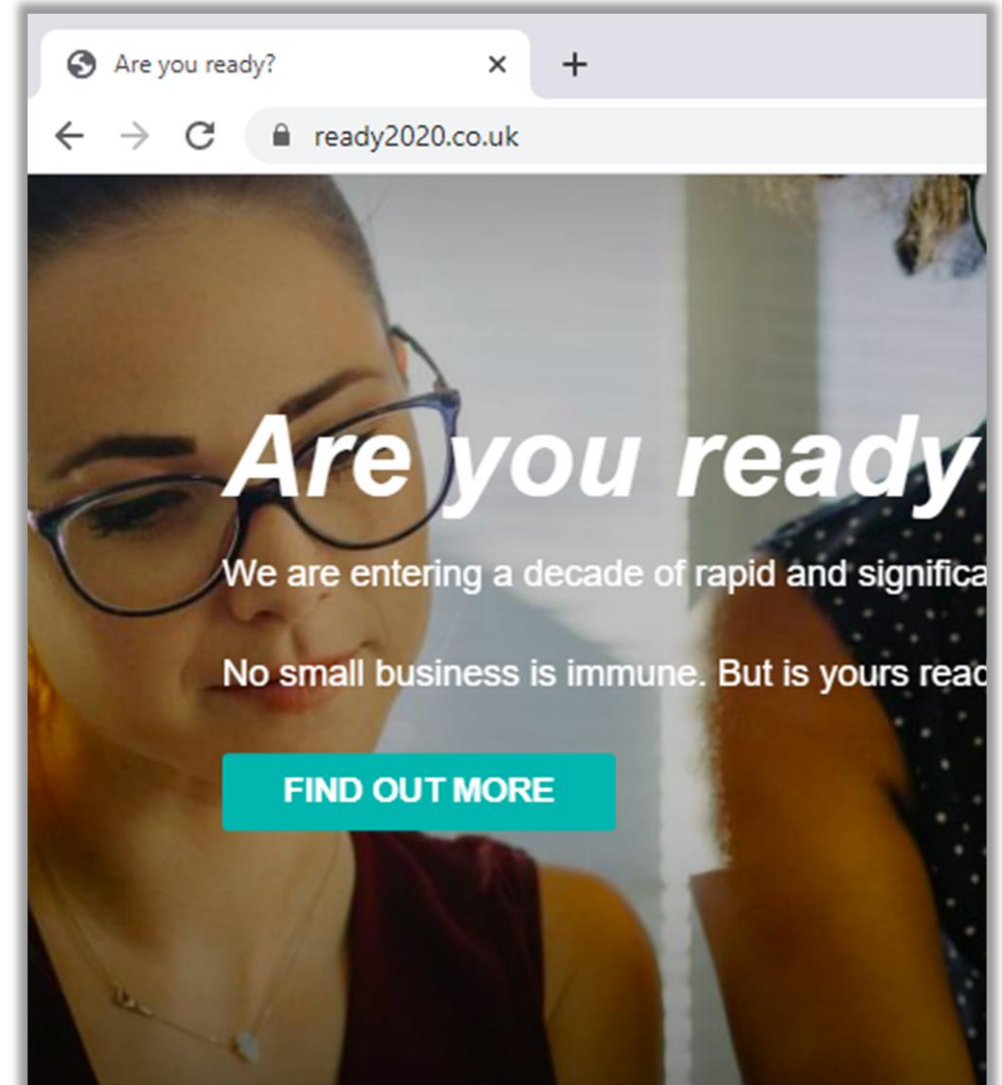 Are you ready?
ready2020.co.uk
Are you ready
We are entering a decade of rapid and significa
No small business is immune. But is yours read
FIND OUT MORE